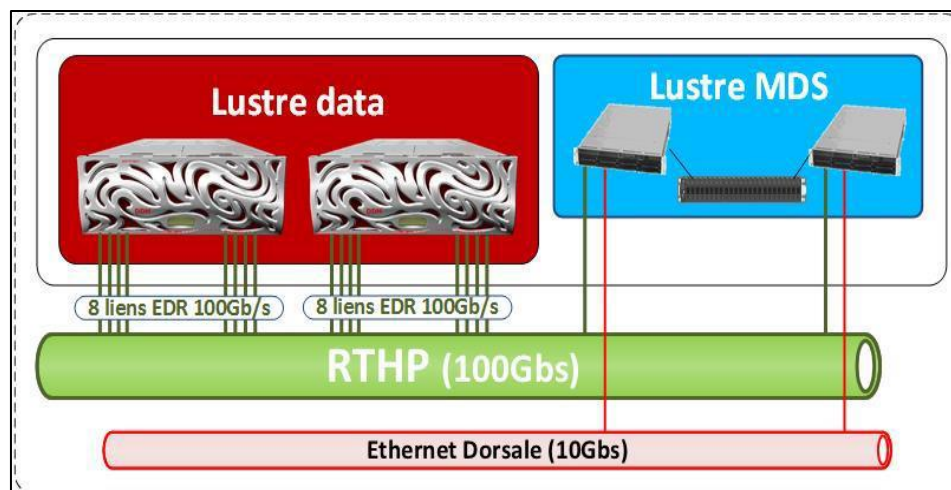 Lustre data
Lustre MDS
8 liens EDR 100Gb/s
8 liens EDR 100Gb/s
RTHP (100Gbs)
Ethernet Dorsale (10Gbs)